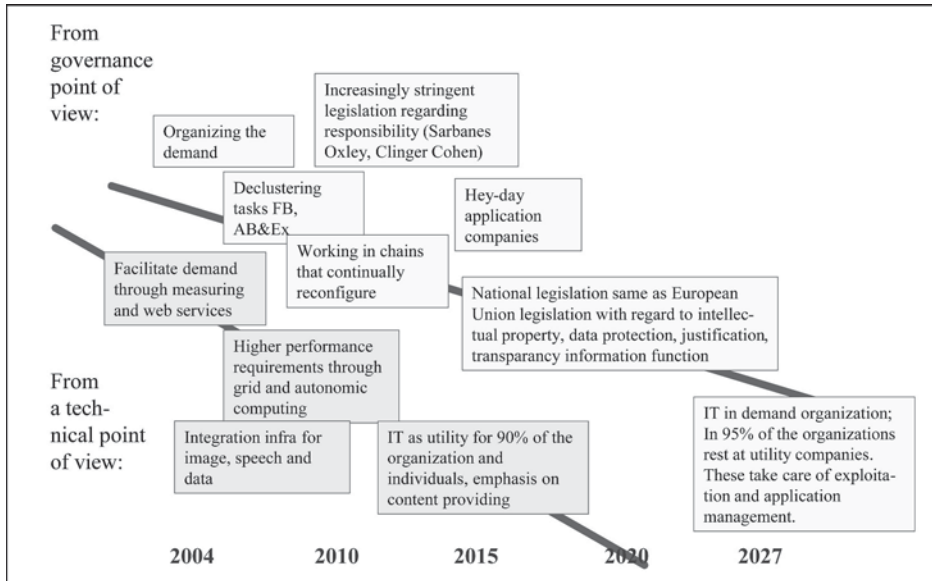 From
governance
point of
view:
Organizing the
demand
Increasingly stringent
legislation regarding
responsibility (Sarbanes
Oxley, Clinger Cohen)
Declustering
tasks FB,
AB&Ex
Hey-day
application
companies
Working in chains
that continually
reconfigure
Facilitate demand
through measuring
and web services
National legislation same as European
Union legislation with regard to intellec-
tual property, data protection, justification,
transparancy information function
Higher performance
requirements through
grid and autonomic
computing
From
a tech-
nical point
of view:
Integration infra for
image, speech and
data
IT as utility for 90% of the
organization and
individuals, emphasis on
content providing
IT in demand organization;
In 95% of the organizations
rest at utility companies.
These take care of exploita-
tion and application
management.
2004 2010 2015 2020 2027